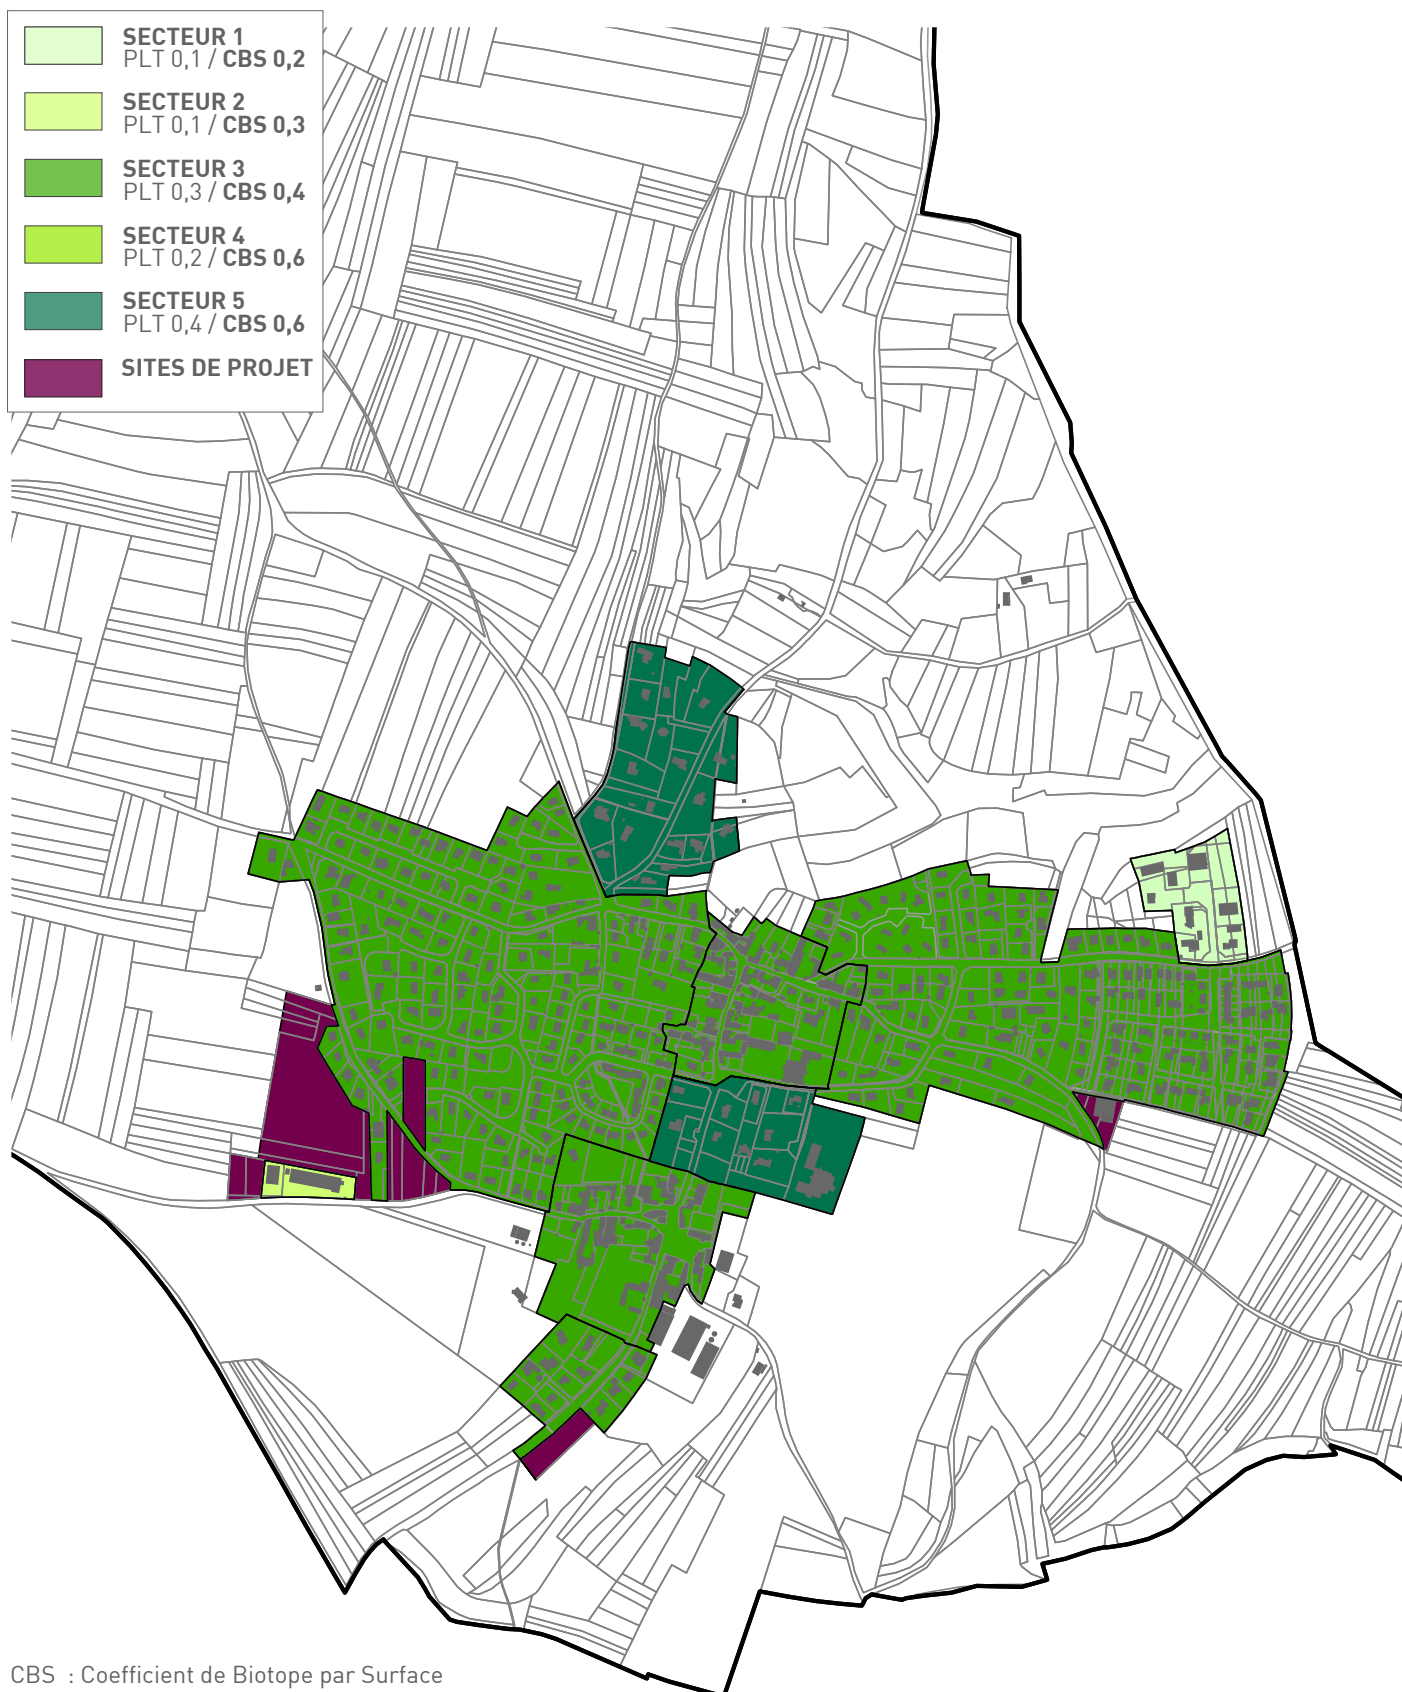 SECTEUR 1
PLT 0,1 / CBS 0,2
SECTEUR 2
PLT 0,1 / CBS 0,3
SECTEUR 3
PLT 0,3 / CBS 0,4
SECTEUR 4
PLT 0,2 / CBS 0,6
SECTEUR 5
PLT 0,4 / CBS 0,6
SITES DE PROJET
CBS : Coefficient de Biotope par Surface